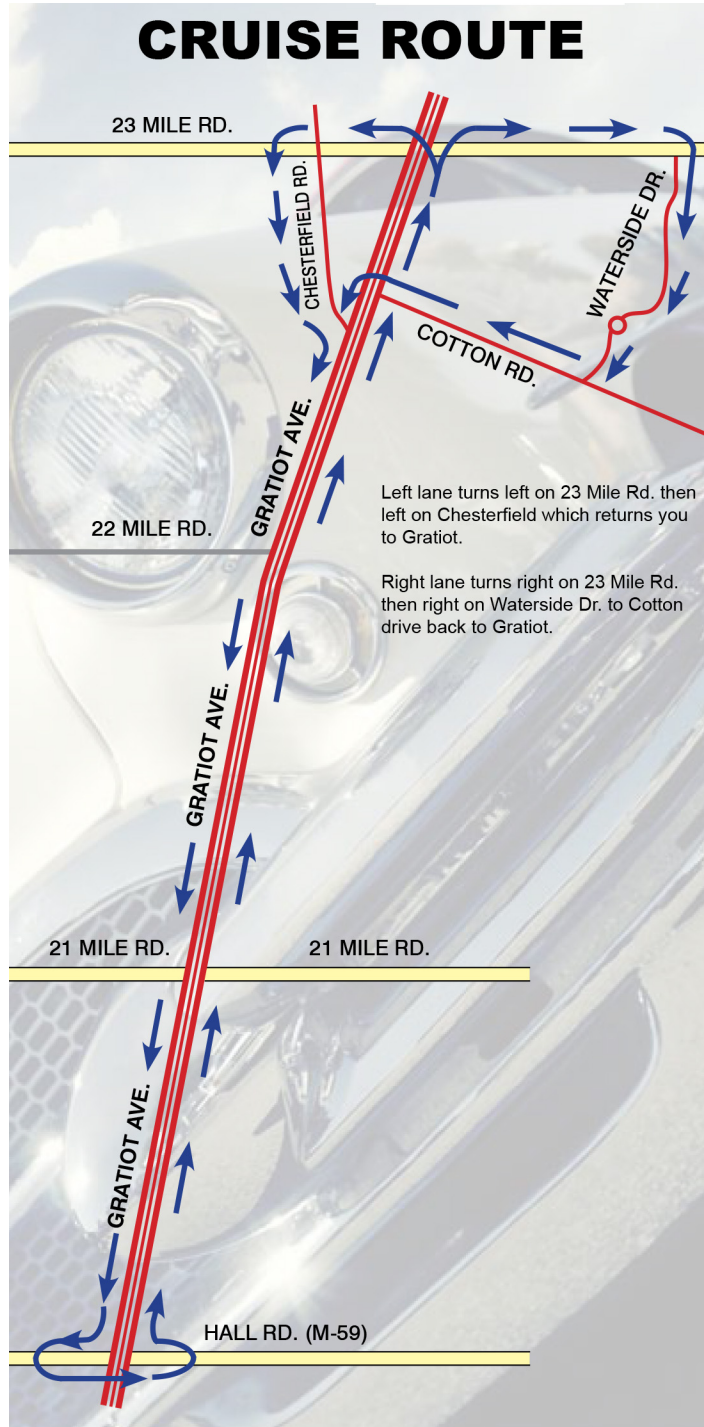 CRUISE ROUTE
23 MILE RD.
CHESTERFIELD RD.
WATERSIDE DR.
COTTON RD.
GRATIOT AVE.
Left lane turns left on 23 Mile Rd. then
left on Chesterfield which returns you
to Gratiot.
22 MILE RD.
Right lane turns right on 23 Mile Rd.
then right on Waterside Dr. to Cotton
drive back to Gratiot.
GRATIOT AVE.
21 MILE RD.
21 MILE RD.
GRATIOT AVE.
HALL RD. (M-59)